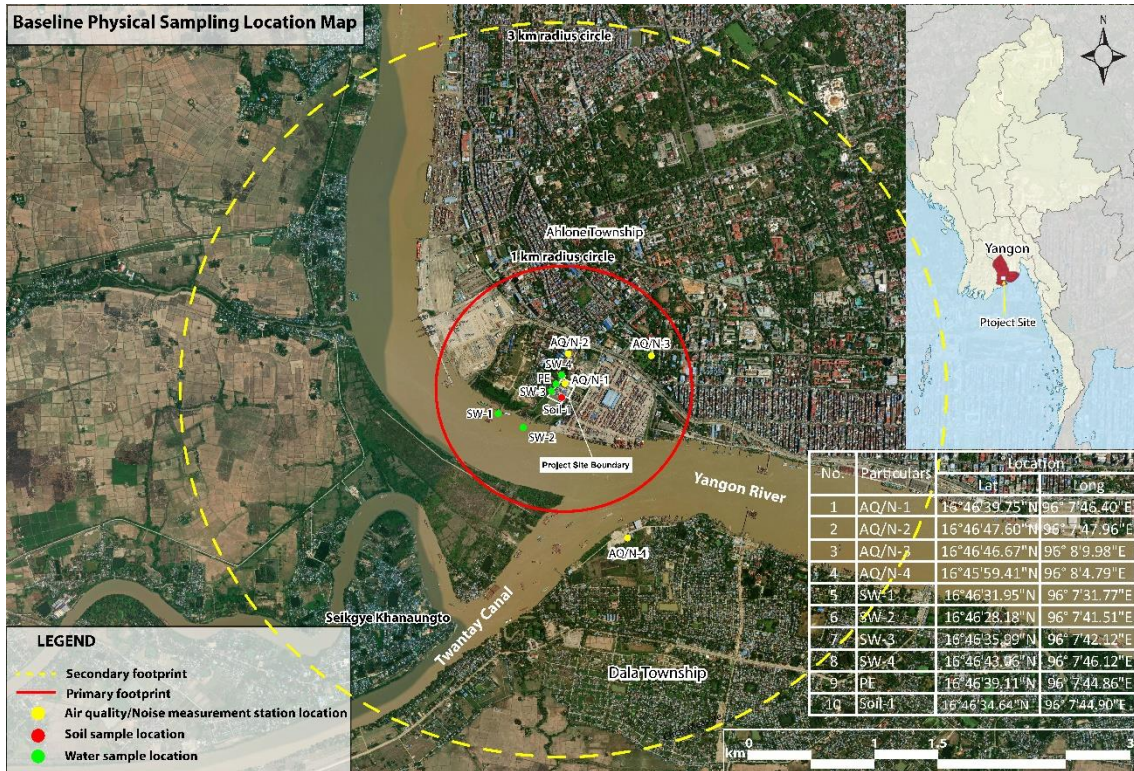 Baseline Physical Sampling Location Map
3 km radius circle
N
Ahlone Township
1 km radius circle
Yangon
Ptoject Site
AQ/N-2
AQ/N-3
SW-4
PE
AQ/N-1
SW-3
Soil-1
SW-1
SW-2
Project Site Boundary
Yangon River
AQ/N-4
Seikgye Khanaungto
Twantay Canal
Dala Township
No. Particulars Location
Lat Long
1 AQ/N-1 16°46'39.75"N 96° 7'46.40"E
2 AQ/N-2 16°46'47.60"N 96° 7'47.96"E
3 AQ/N-3 16°46'46.67"N 96° 8'9.98"E
4 AQ/N-4 16°45'59.41"N 96° 8'4.79"E
5 SW-1 16°46'31.95"N 96° 7'31.77"E
6 SW-2 16°46'28.18"N 96° 7'41.51"E
7 SW-3 16°46'35.99"N 96° 7'42.12"E
8 SW-4 16°46'43.06"N 96° 7'46.12"E
9 PE 16°46'39.11"N 96° 7'44.86"E
10 Soil-1 16°46'34.64"N 96° 7'44.90"E
LEGEND
Secondary footprint
Primary footprint
Air quality/Noise measurement station location
Soil sample location
Water sample location
0 1 1.5 3
km